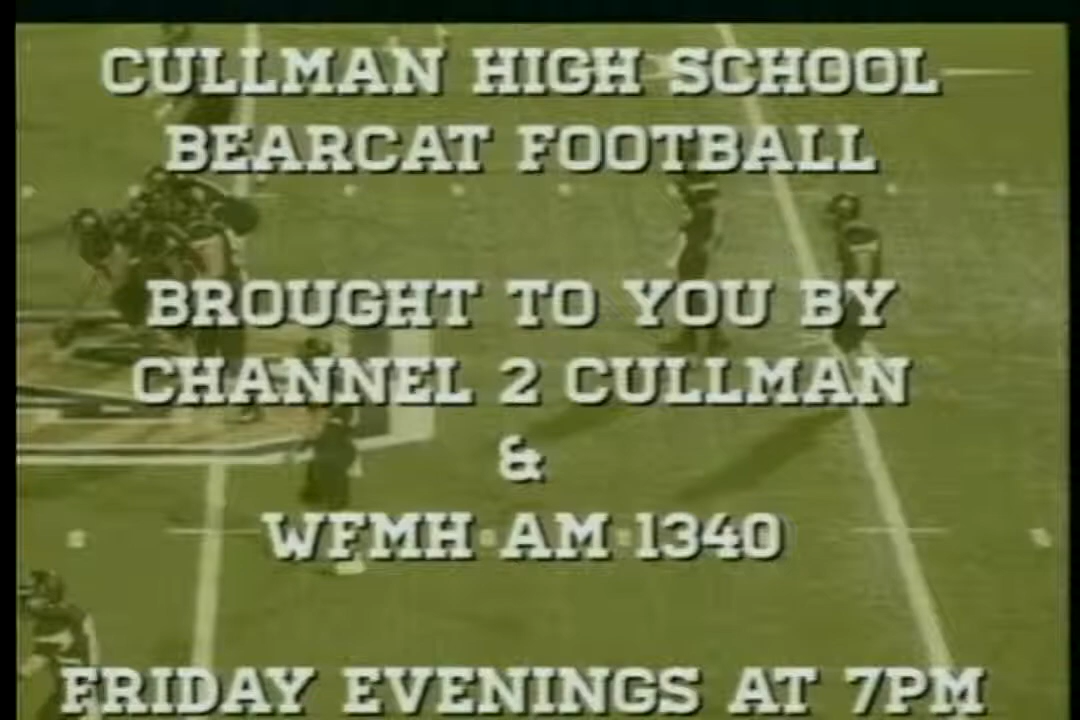 CULLMAN HIGH SCHOOL
BEARCAT FOOTBALL
BROUGHT TO YOU BY
CHANNEL 2 CULLMAN
&
WFMH AM 1340
FRIDAY EVENINGS AT 7PM